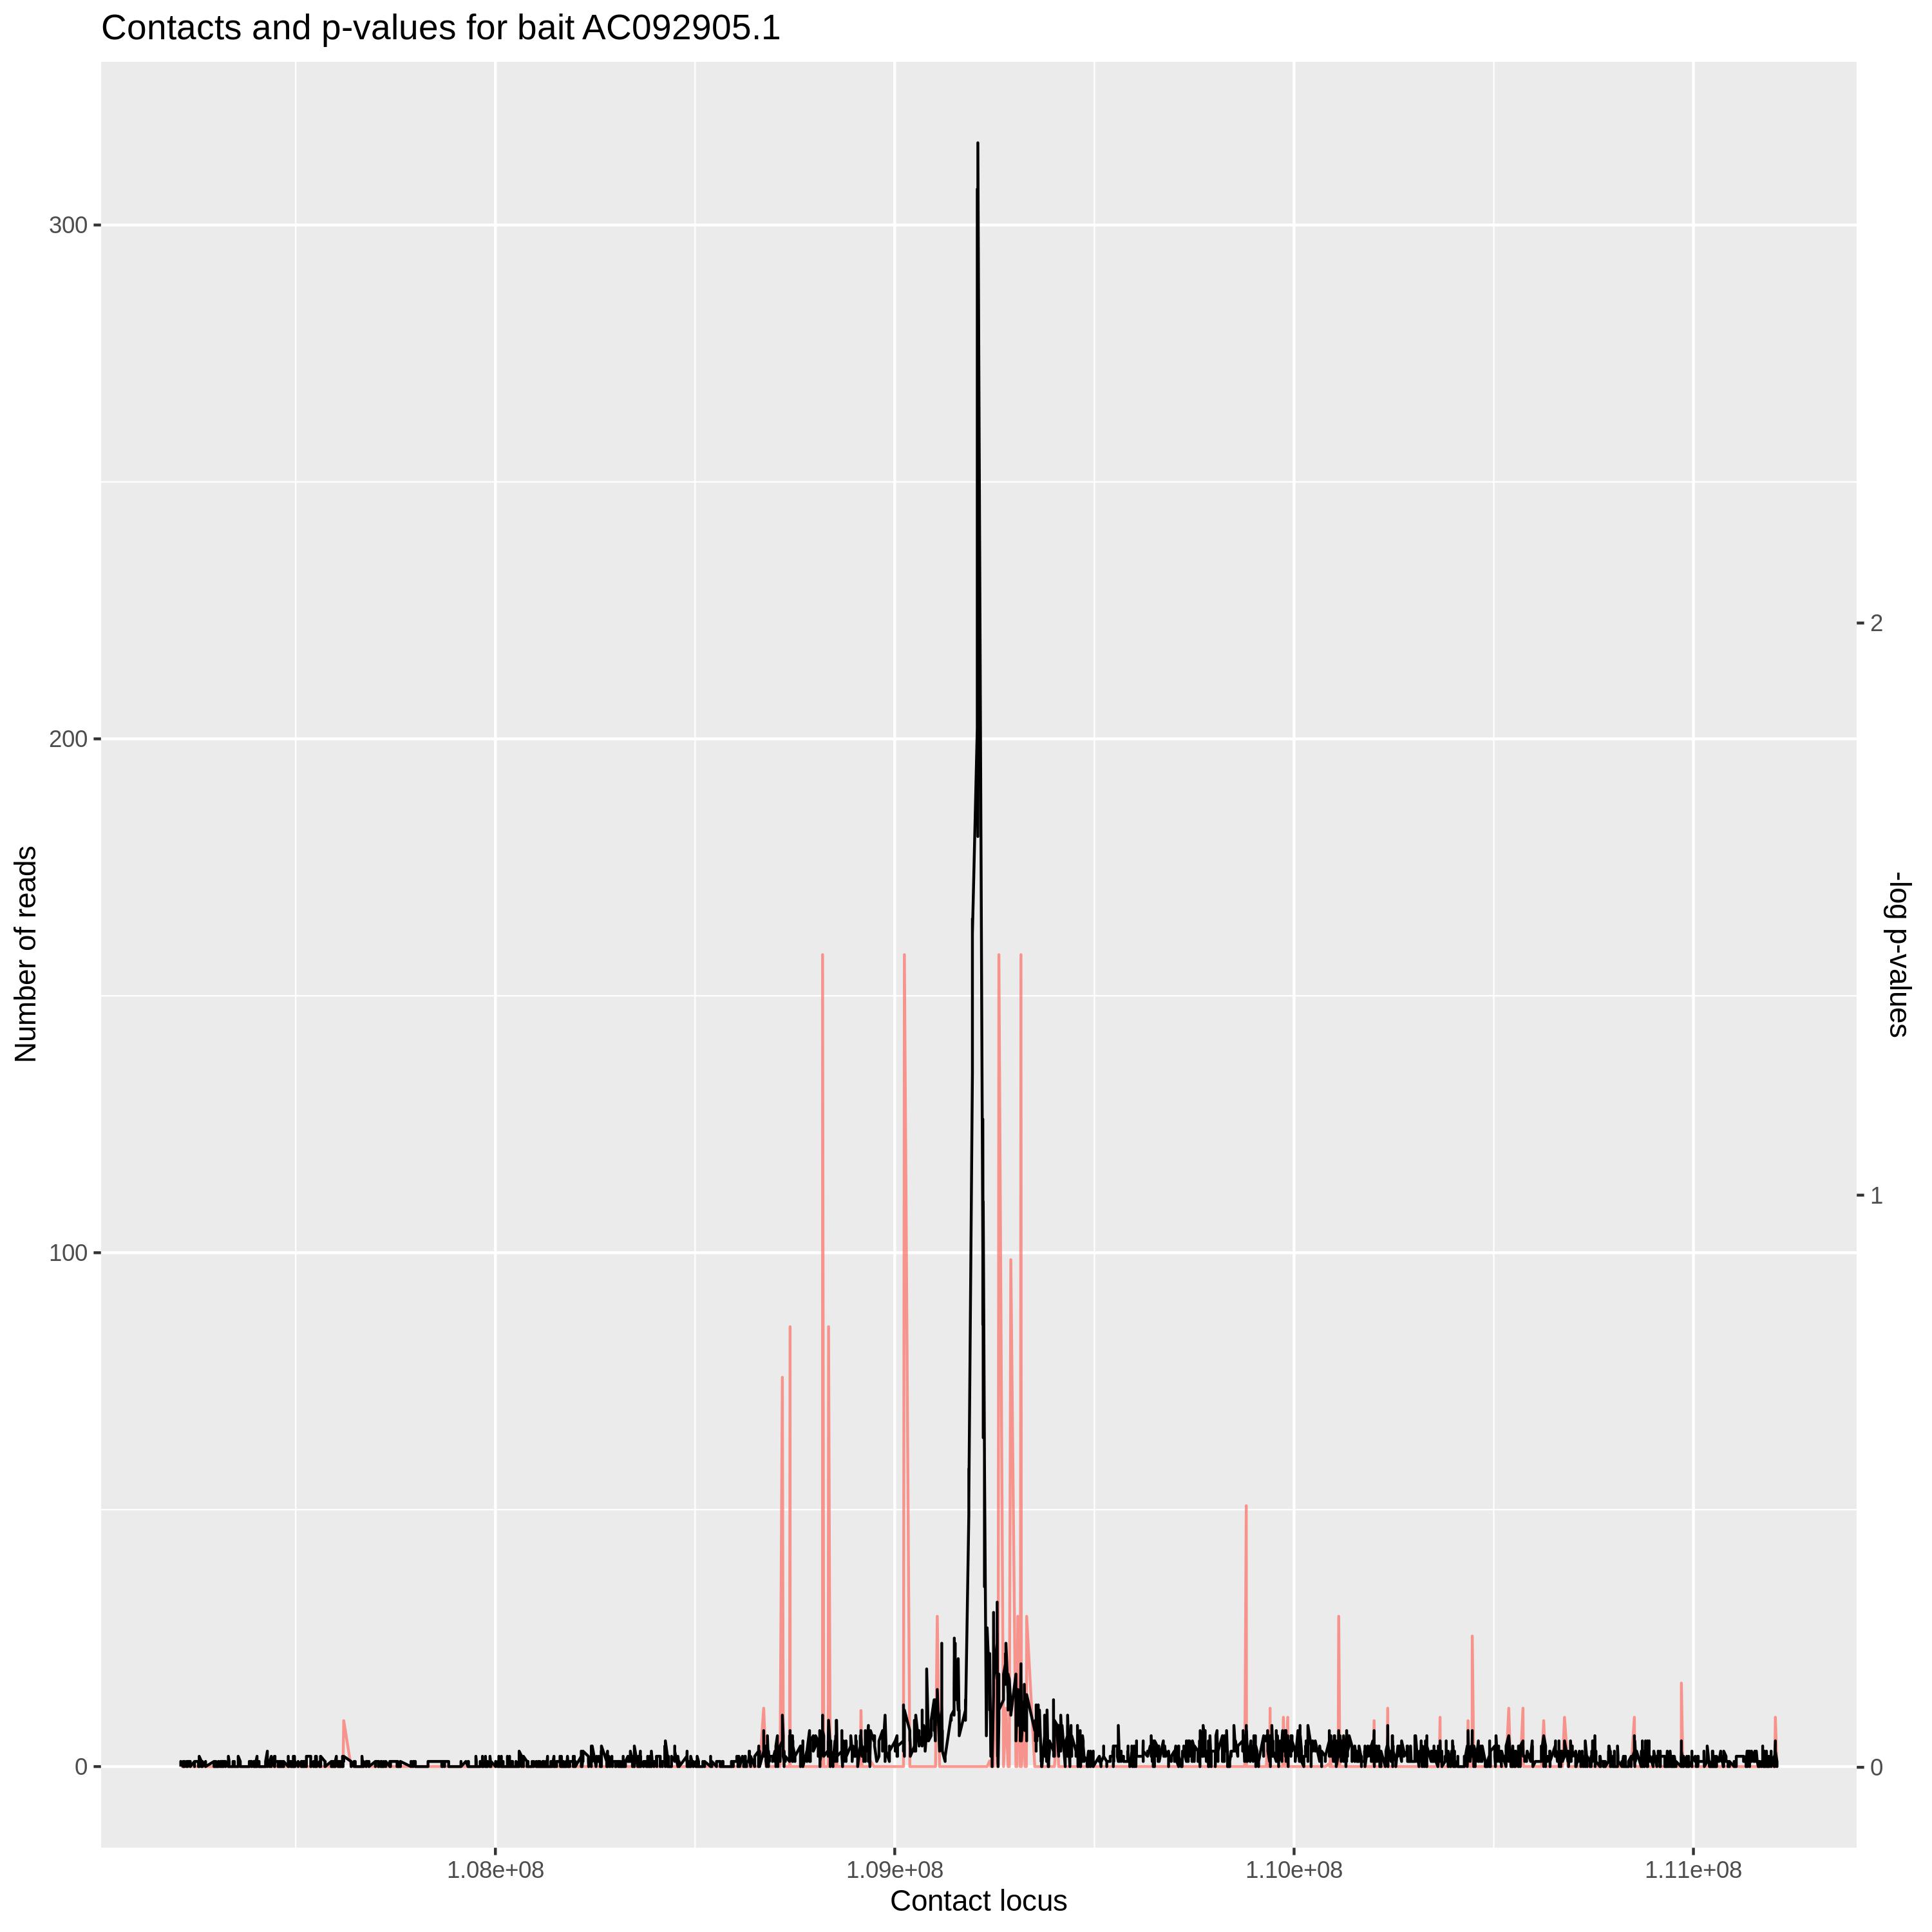 Contacts and p-values for bait AC092905.1
300
200
100
0
Number of reads
2
1
0
-log p-values
1.08e+08 1.09e+08 1.10e+08 1.11e+08
Contact locus